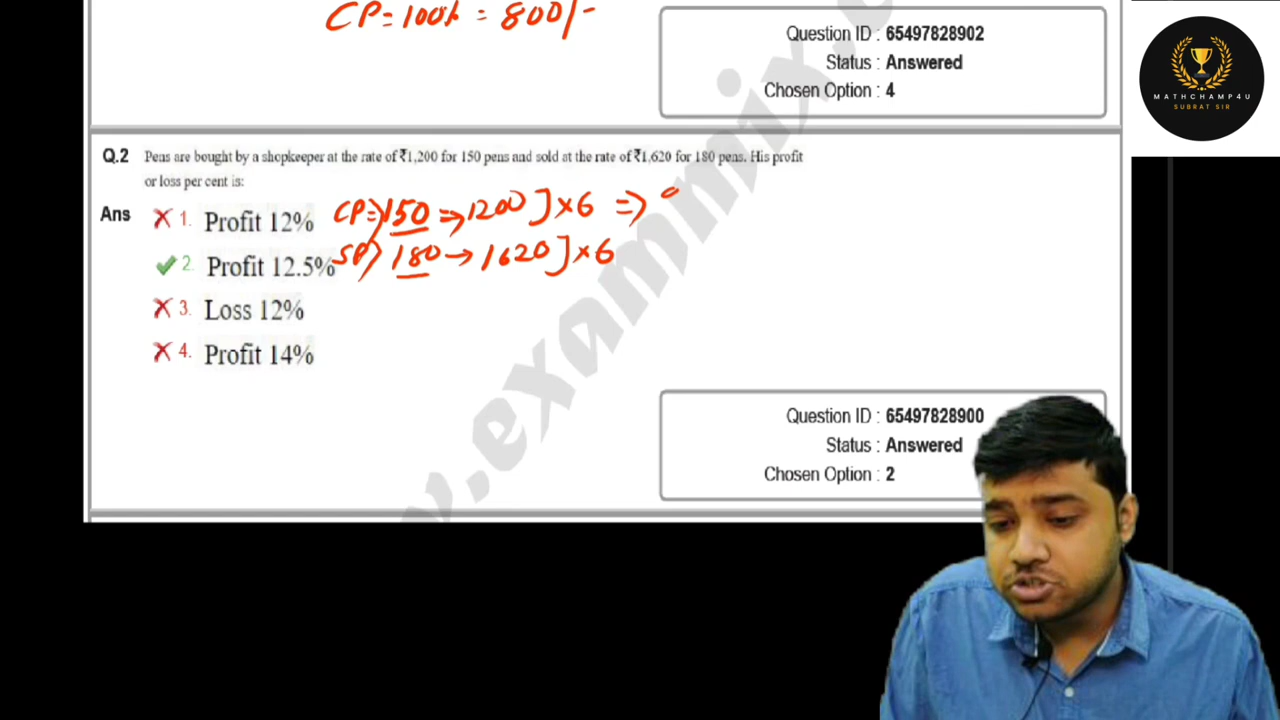 CP=100% = 800/-
Question ID : 65497828902
Status : Answered
Chosen Option : 4
MATHCHAMP4U
SUBRAT SIR
Q.2 Pens are bought by a shopkeeper at the rate of ₹1,200 for 150 pens and sold at the rate of ₹1,620 for 180 pens. His profit
or loss per cent is:
Ans 1. Profit 12%
CP=>150 => 1200]×6 =>
2. Profit 12.5%
SP> 180 → 1620]×6
3. Loss 12%
4. Profit 14%
Question ID : 65497828900
Status : Answered
Chosen Option : 2
w.exammix.c